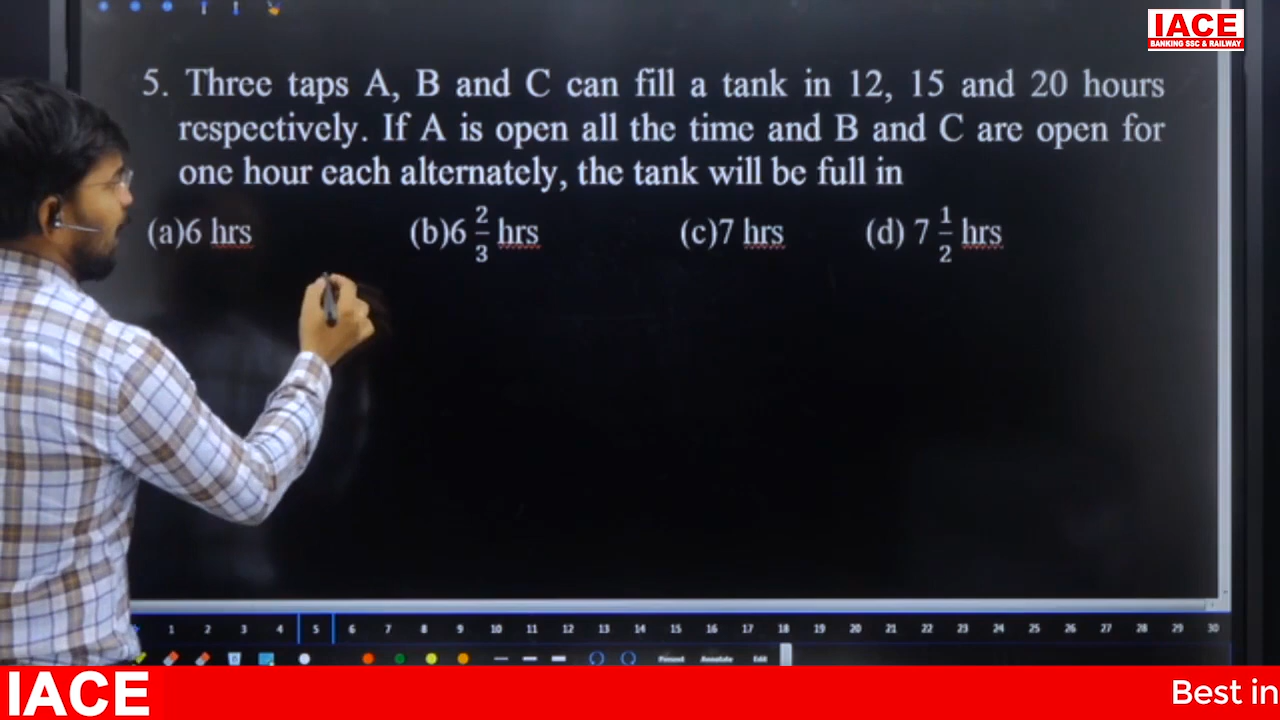 IACE
BANKING SSC & RAILWAY
5. Three taps A, B and C can fill a tank in 12, 15 and 20 hours
respectively. If A is open all the time and B and C are open for
one hour each alternately, the tank will be full in
(a)6 hrs (b)6 2/3 hrs (c)7 hrs (d) 7 1/2 hrs
1 2 3 4 5 6 7 8 9 10 11 12 13 14 15 16 17 18 19 20 21 22 23 24 25 26 27 28 29 30
Present Annotate Edit
IACE Best in